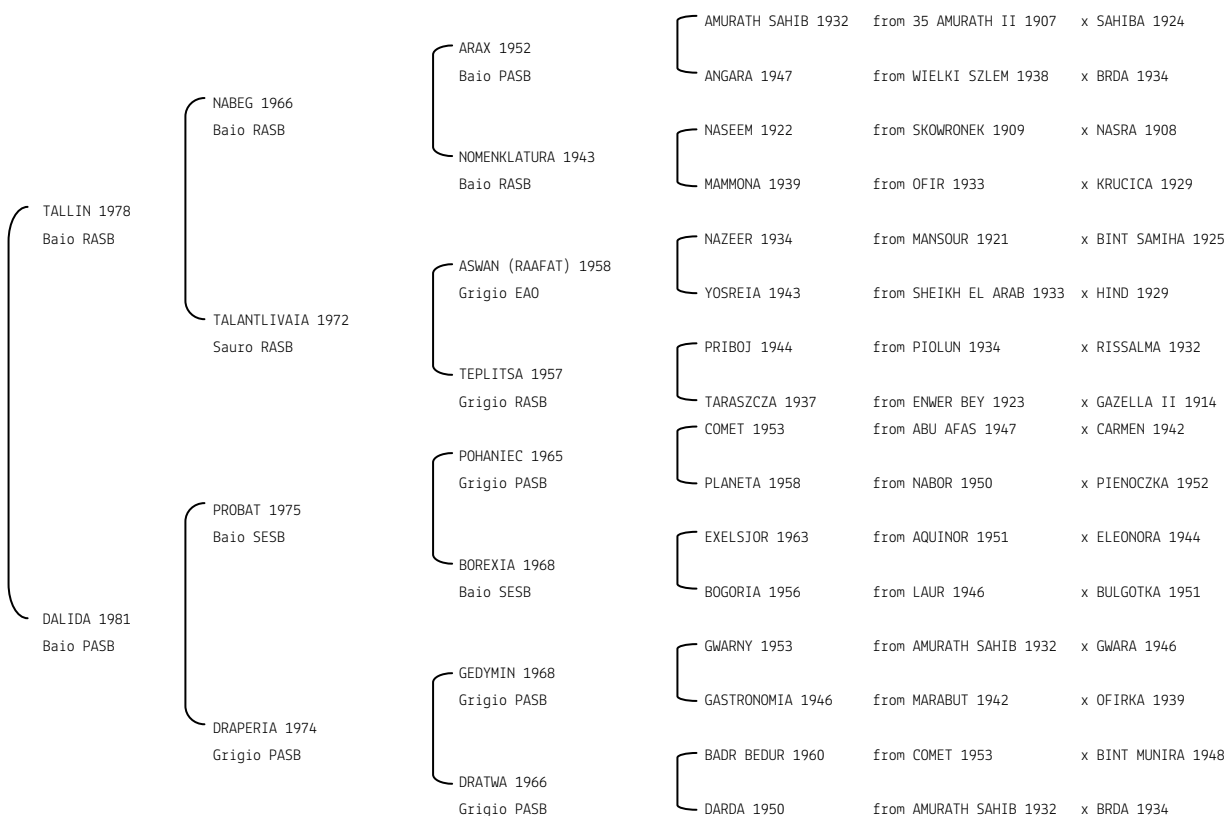 AMURATH SAHIB 1932 from 35 AMURATH II 1907 x SAHIBA 1924
ARAX 1952
Baio PASB
ANGARA 1947 from WIELKI SZLEM 1938 x BRDA 1934
NABEG 1966
Baio RASB
NASEEM 1922 from SKOWRONEK 1909 x NASRA 1908
NOMENKLATURA 1943
Baio RASB
MAMMONA 1939 from OFIR 1933 x KRUCICA 1929
TALLIN 1978
Baio RASB
NAZEER 1934 from MANSOUR 1921 x BINT SAMIHA 1925
ASWAN (RAAFAT) 1958
Grigio EAO
YOSREIA 1943 from SHEIKH EL ARAB 1933 x HIND 1929
TALANTLIVAIA 1972
Sauro RASB
PRIBOJ 1944 from PIOLUN 1934 x RISSALMA 1932
TEPLITSA 1957
Grigio RASB
TARASZCZA 1937 from ENWER BEY 1923 x GAZELLA II 1914
COMET 1953 from ABU AFAS 1947 x CARMEN 1942
POHANIEC 1965
Grigio PASB
PLANETA 1958 from NABOR 1950 x PIENOCZKA 1952
PROBAT 1975
Baio SESB
EXELSJOR 1963 from AQUINOR 1951 x ELEONORA 1944
BOREXIA 1968
Baio SESB
BOGORIA 1956 from LAUR 1946 x BULGOTKA 1951
DALIDA 1981
Baio PASB
GWARNY 1953 from AMURATH SAHIB 1932 x GWARA 1946
GEDYMIN 1968
Grigio PASB
GASTRONOMIA 1946 from MARABUT 1942 x OFIRKA 1939
DRAPERIA 1974
Grigio PASB
BADR BEDUR 1960 from COMET 1953 x BINT MUNIRA 1948
DRATWA 1966
Grigio PASB
DARDA 1950 from AMURATH SAHIB 1932 x BRDA 1934